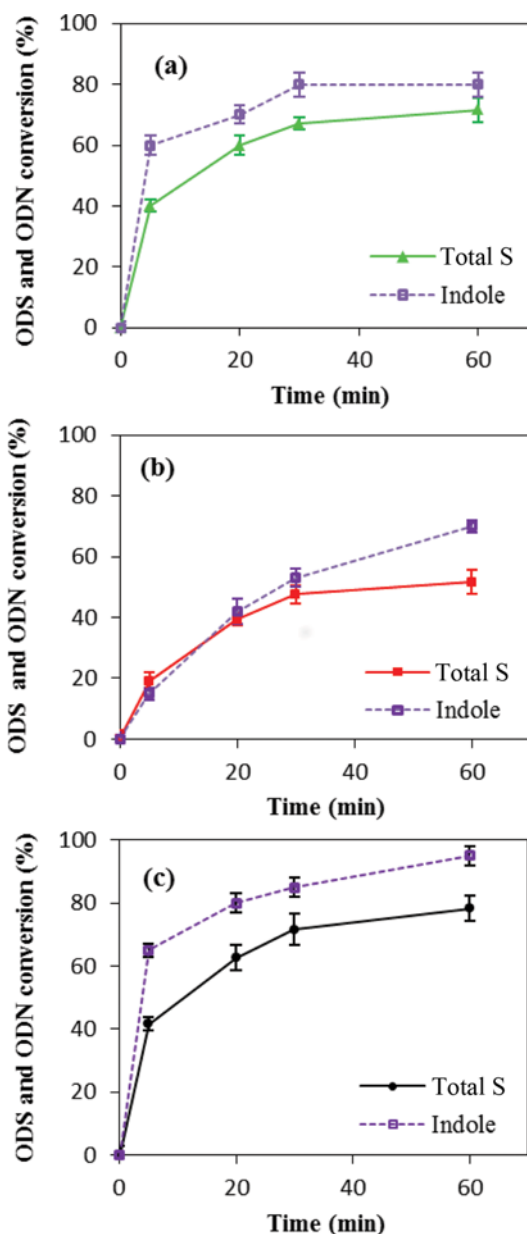 ODS and ODN conversion (%)
100
80
60
40
20
0
(a)
Total S
Indole
0 20 40 60
Time (min)
ODS and ODN conversion (%)
100
80
60
40
20
0
(b)
Total S
Indole
0 20 40 60
Time (min)
ODS and ODN conversion (%)
100
80
60
40
20
0
(c)
Total S
Indole
0 20 40 60
Time (min)